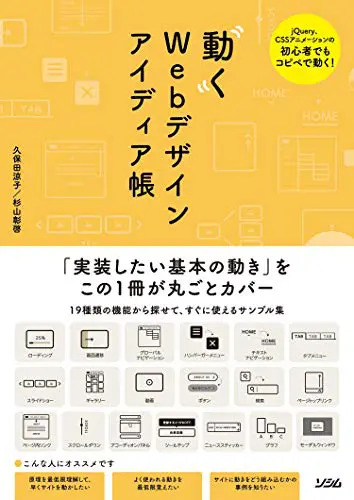 jQuery、
CSSアニメーションの
初心者でも
コピペで動く!
動く
Webデザイン
アイディア帳
久保田涼子/杉山彰啓
「実装したい基本の動き」を
この1冊が丸ごとカバー
19種類の機能から探せて、すぐに使えるサンプル集
25%
ローディング
画面遷移
グローバル
ナビゲーション
ハンバーガーメニュー
HOME
HOME
テキスト
ナビゲーション
TAB
TAB
TAB
タブメニュー
スライドショー
ギャラリー
動画
ボタン
検索
ページトップリンク
ページ内リンク
スクロールダウン
アコーディオンパネル
ツールチップ
ニューススティッカー
A B C
グラフ
モーダルウィンドウ
こんな人にオススメです
原理を最低限理解して、
早くサイトを動かしたい
よく使われる動きを
最低限覚えたい
サイトに動きをどう組み込むかの
事例を知りたい
ソシム